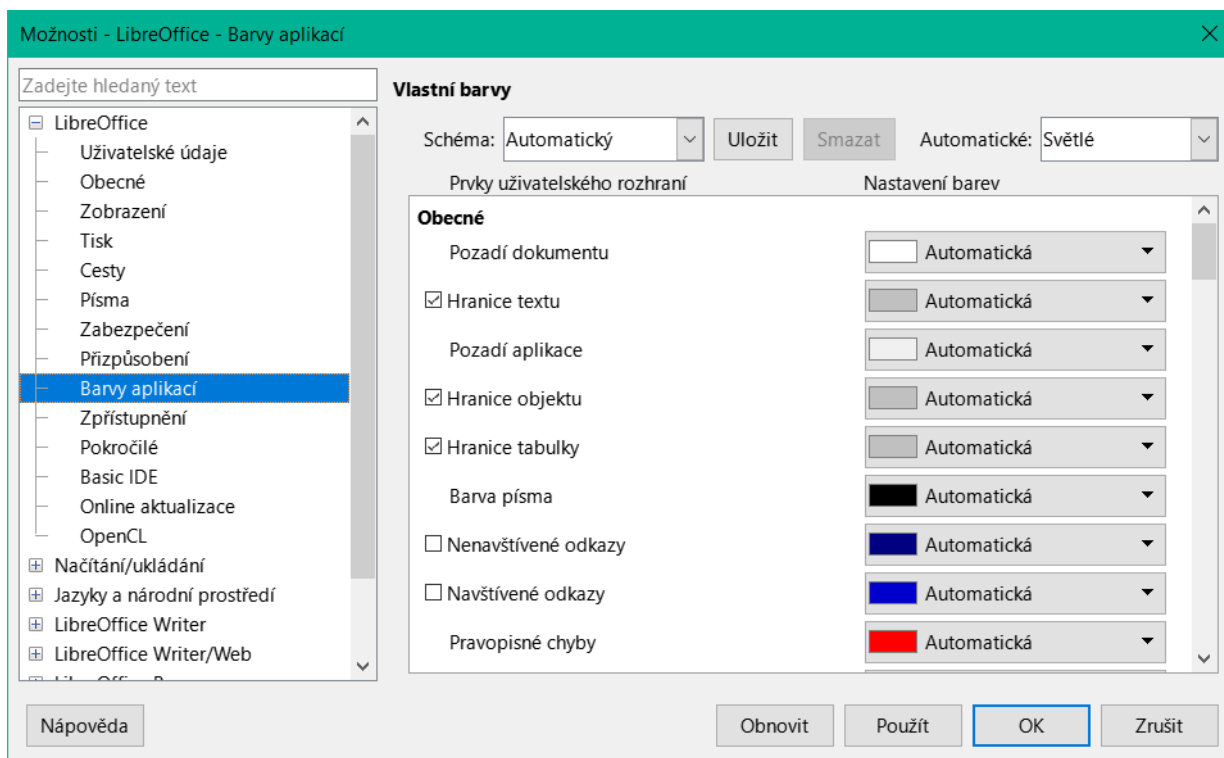 Možnosti - LibreOffice - Barvy aplikací
Zadejte hledaný text
LibreOffice
Uživatelské údaje
Obecné
Zobrazení
Tisk
Cesty
Písma
Zabezpečení
Přizpůsobení
Barvy aplikací
Zpřístupnění
Pokročilé
Basic IDE
Online aktualizace
OpenCL
Načítání/ukládání
Jazyky a národní prostředí
LibreOffice Writer
LibreOffice Writer/Web
Vlastní barvy
Schéma: Automatický Uložit Smazat Automatické: Světlé
Prvky uživatelského rozhraní Nastavení barev
Obecné
Pozadí dokumentu Automatická
Hranice textu Automatická
Pozadí aplikace Automatická
Hranice objektu Automatická
Hranice tabulky Automatická
Barva písma Automatická
Nenavštívené odkazy Automatická
Navštívené odkazy Automatická
Pravopisné chyby Automatická
Nápověda Obnovit Použít OK Zrušit